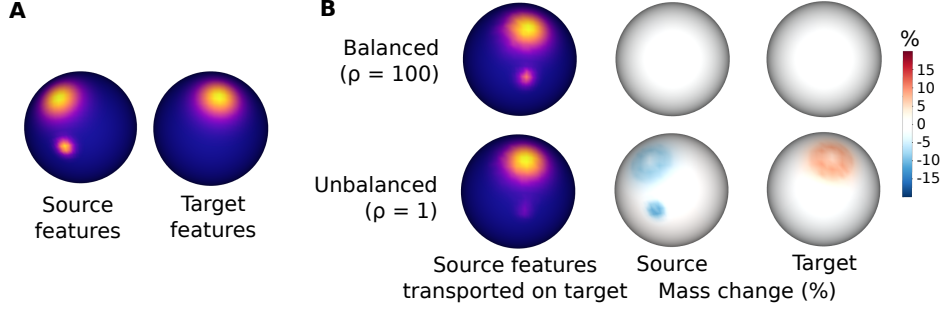 A
Source
features
Target
features
B
Balanced
(ρ = 100)
Unbalanced
(ρ = 1)
Source features
transported on target
Source
Target
Mass change (%)
%
15
10
5
0
-5
-10
-15